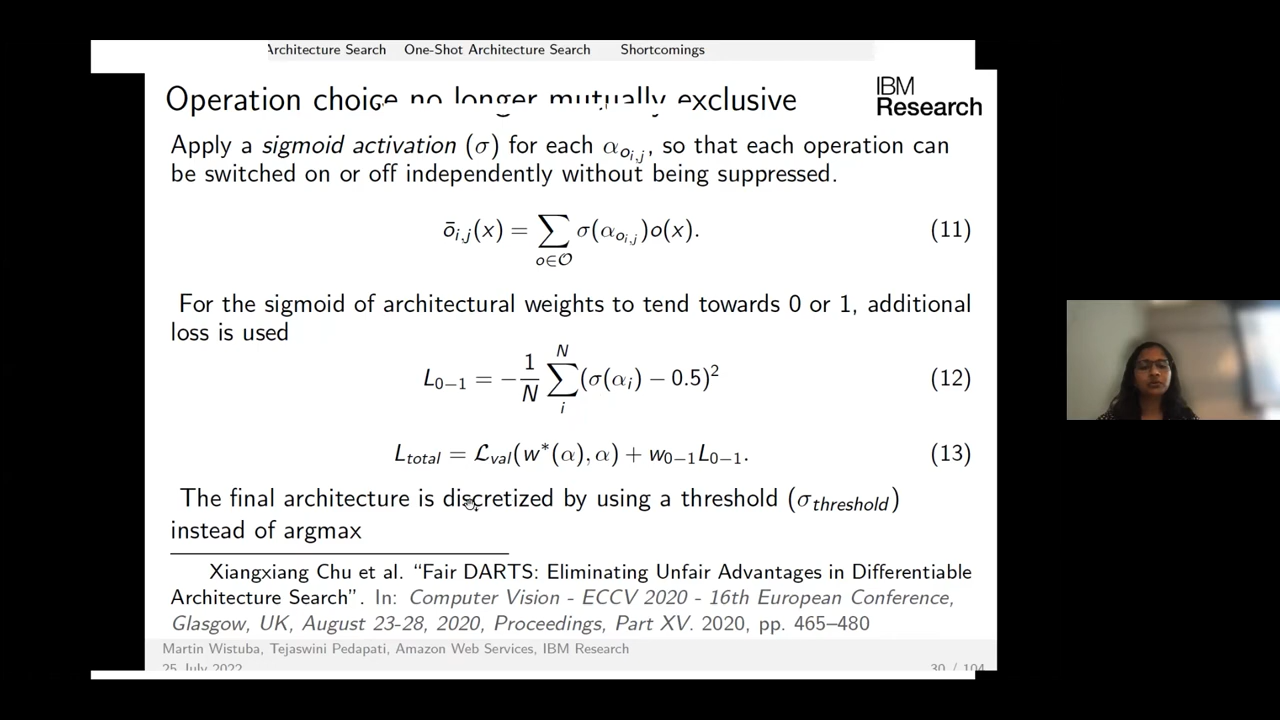 Architecture Search One-Shot Architecture Search Shortcomings
Operation choice no longer mutually exclusive
IBM
Research
Apply a sigmoid activation (σ) for each α_{o_{i,j}}, so that each operation can
be switched on or off independently without being suppressed.
ō_{i,j}(x) = ∑_{o∈𝒪} σ(α_{o_{i,j}})o(x). (11)
For the sigmoid of architectural weights to tend towards 0 or 1, additional
loss is used
L_{0−1} = −\frac{1}{N} ∑_{i}^{N} (σ(α_i) − 0.5)^2 (12)
L_{total} = ℒ_{val}(w^*(α), α) + w_{0−1}L_{0−1}. (13)
The final architecture is discretized by using a threshold (σ_{threshold})
instead of argmax
Xiangxiang Chu et al. “Fair DARTS: Eliminating Unfair Advantages in Differentiable
Architecture Search”. In: Computer Vision - ECCV 2020 - 16th European Conference,
Glasgow, UK, August 23-28, 2020, Proceedings, Part XV. 2020, pp. 465–480
Martin Wistuba, Tejaswini Pedapati, Amazon Web Services, IBM Research
25 July 2022 30 / 104